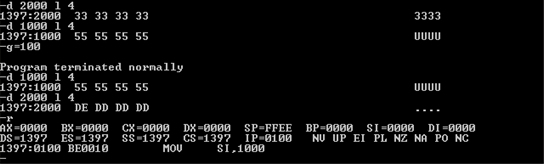 -d 2000 l 4
1397:2000 33 33 33 33 3333
-d 1000 l 4
1397:1000 55 55 55 55 UUUU
-g=100
Program terminated normally
-d 1000 l 4
1397:1000 55 55 55 55 UUUU
-d 2000 l 4
1397:2000 DE DD DD DD ....
-r
AX=0000 BX=0000 CX=0000 DX=0000 SP=FFEE BP=0000 SI=0000 DI=0000
DS=1397 ES=1397 SS=1397 CS=1397 IP=0100 NV UP EI PL NZ NA PO NC
1397:0100 BE0010 MOV SI,1000
-